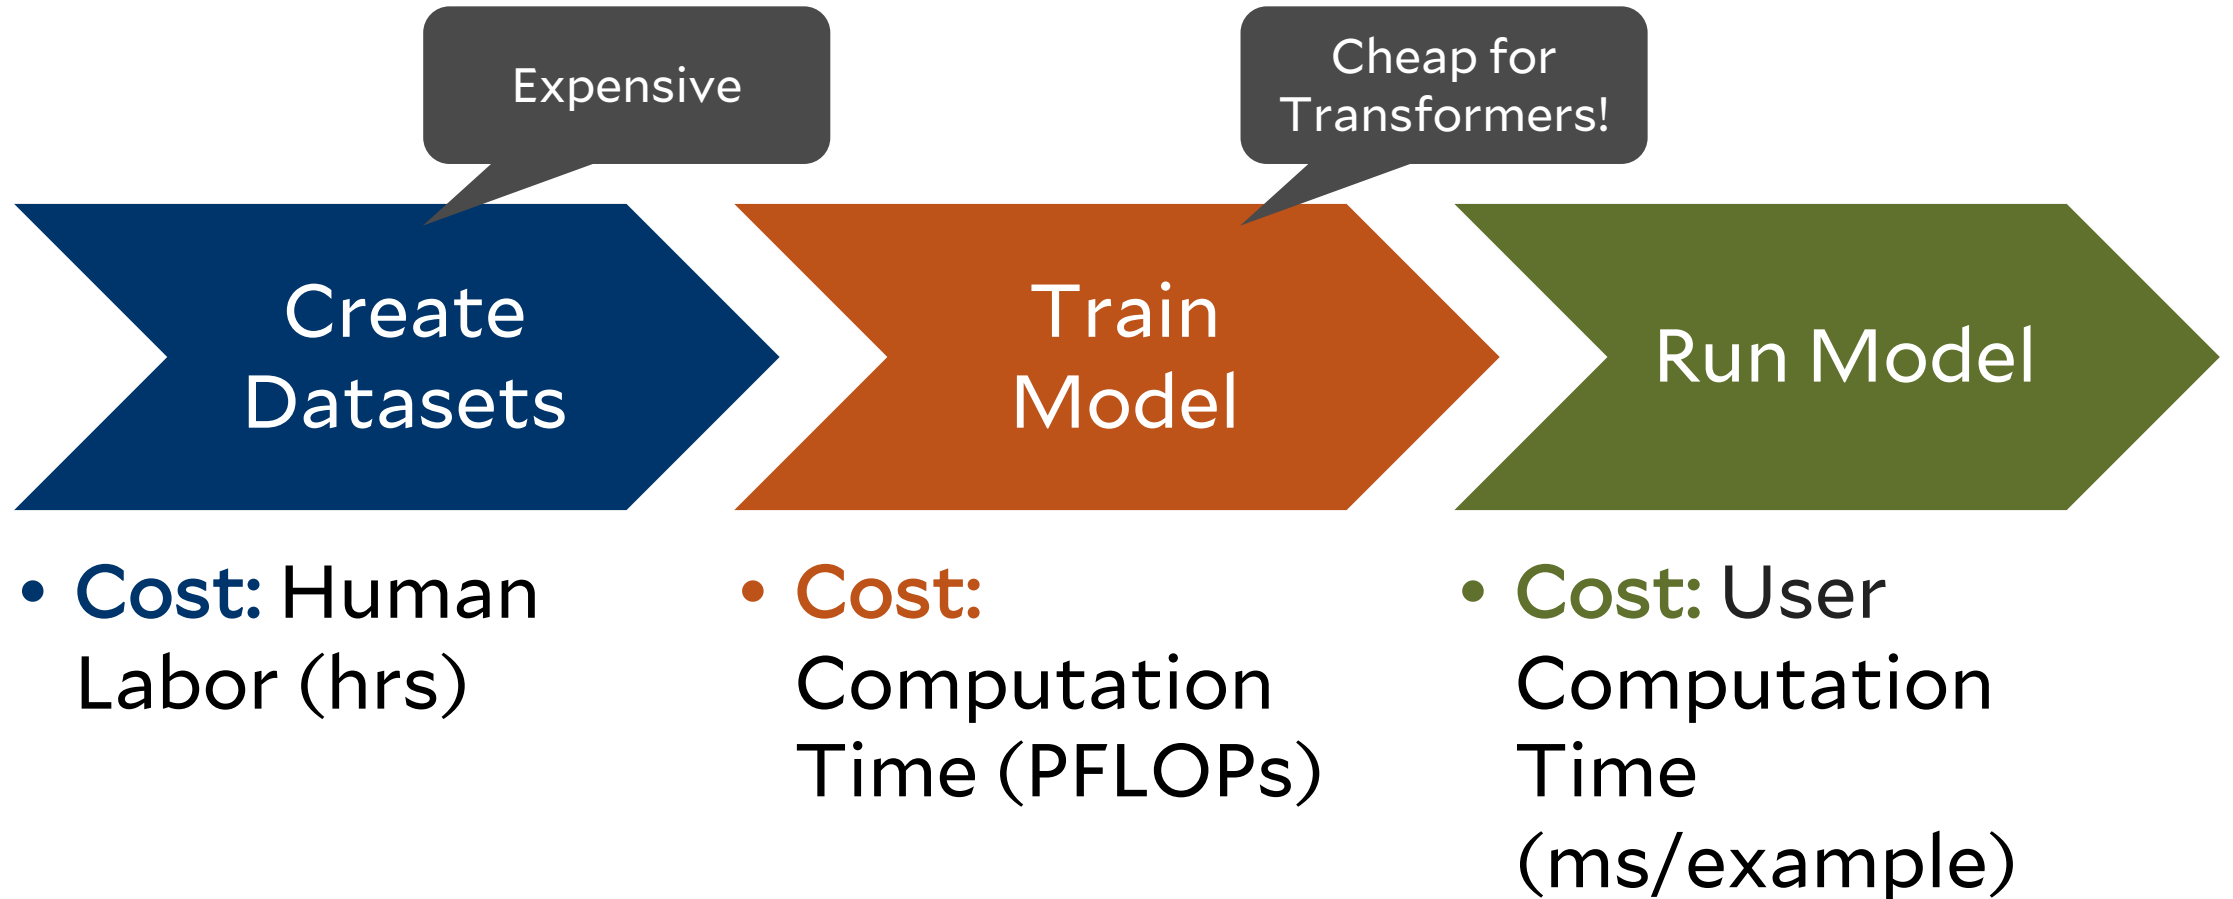 Expensive
Cheap for
Transformers!
Create
Datasets
Train
Model
Run Model
• Cost: Human
Labor (hrs)
• Cost:
Computation
Time (PFLOPs)
• Cost: User
Computation
Time
(ms/example)